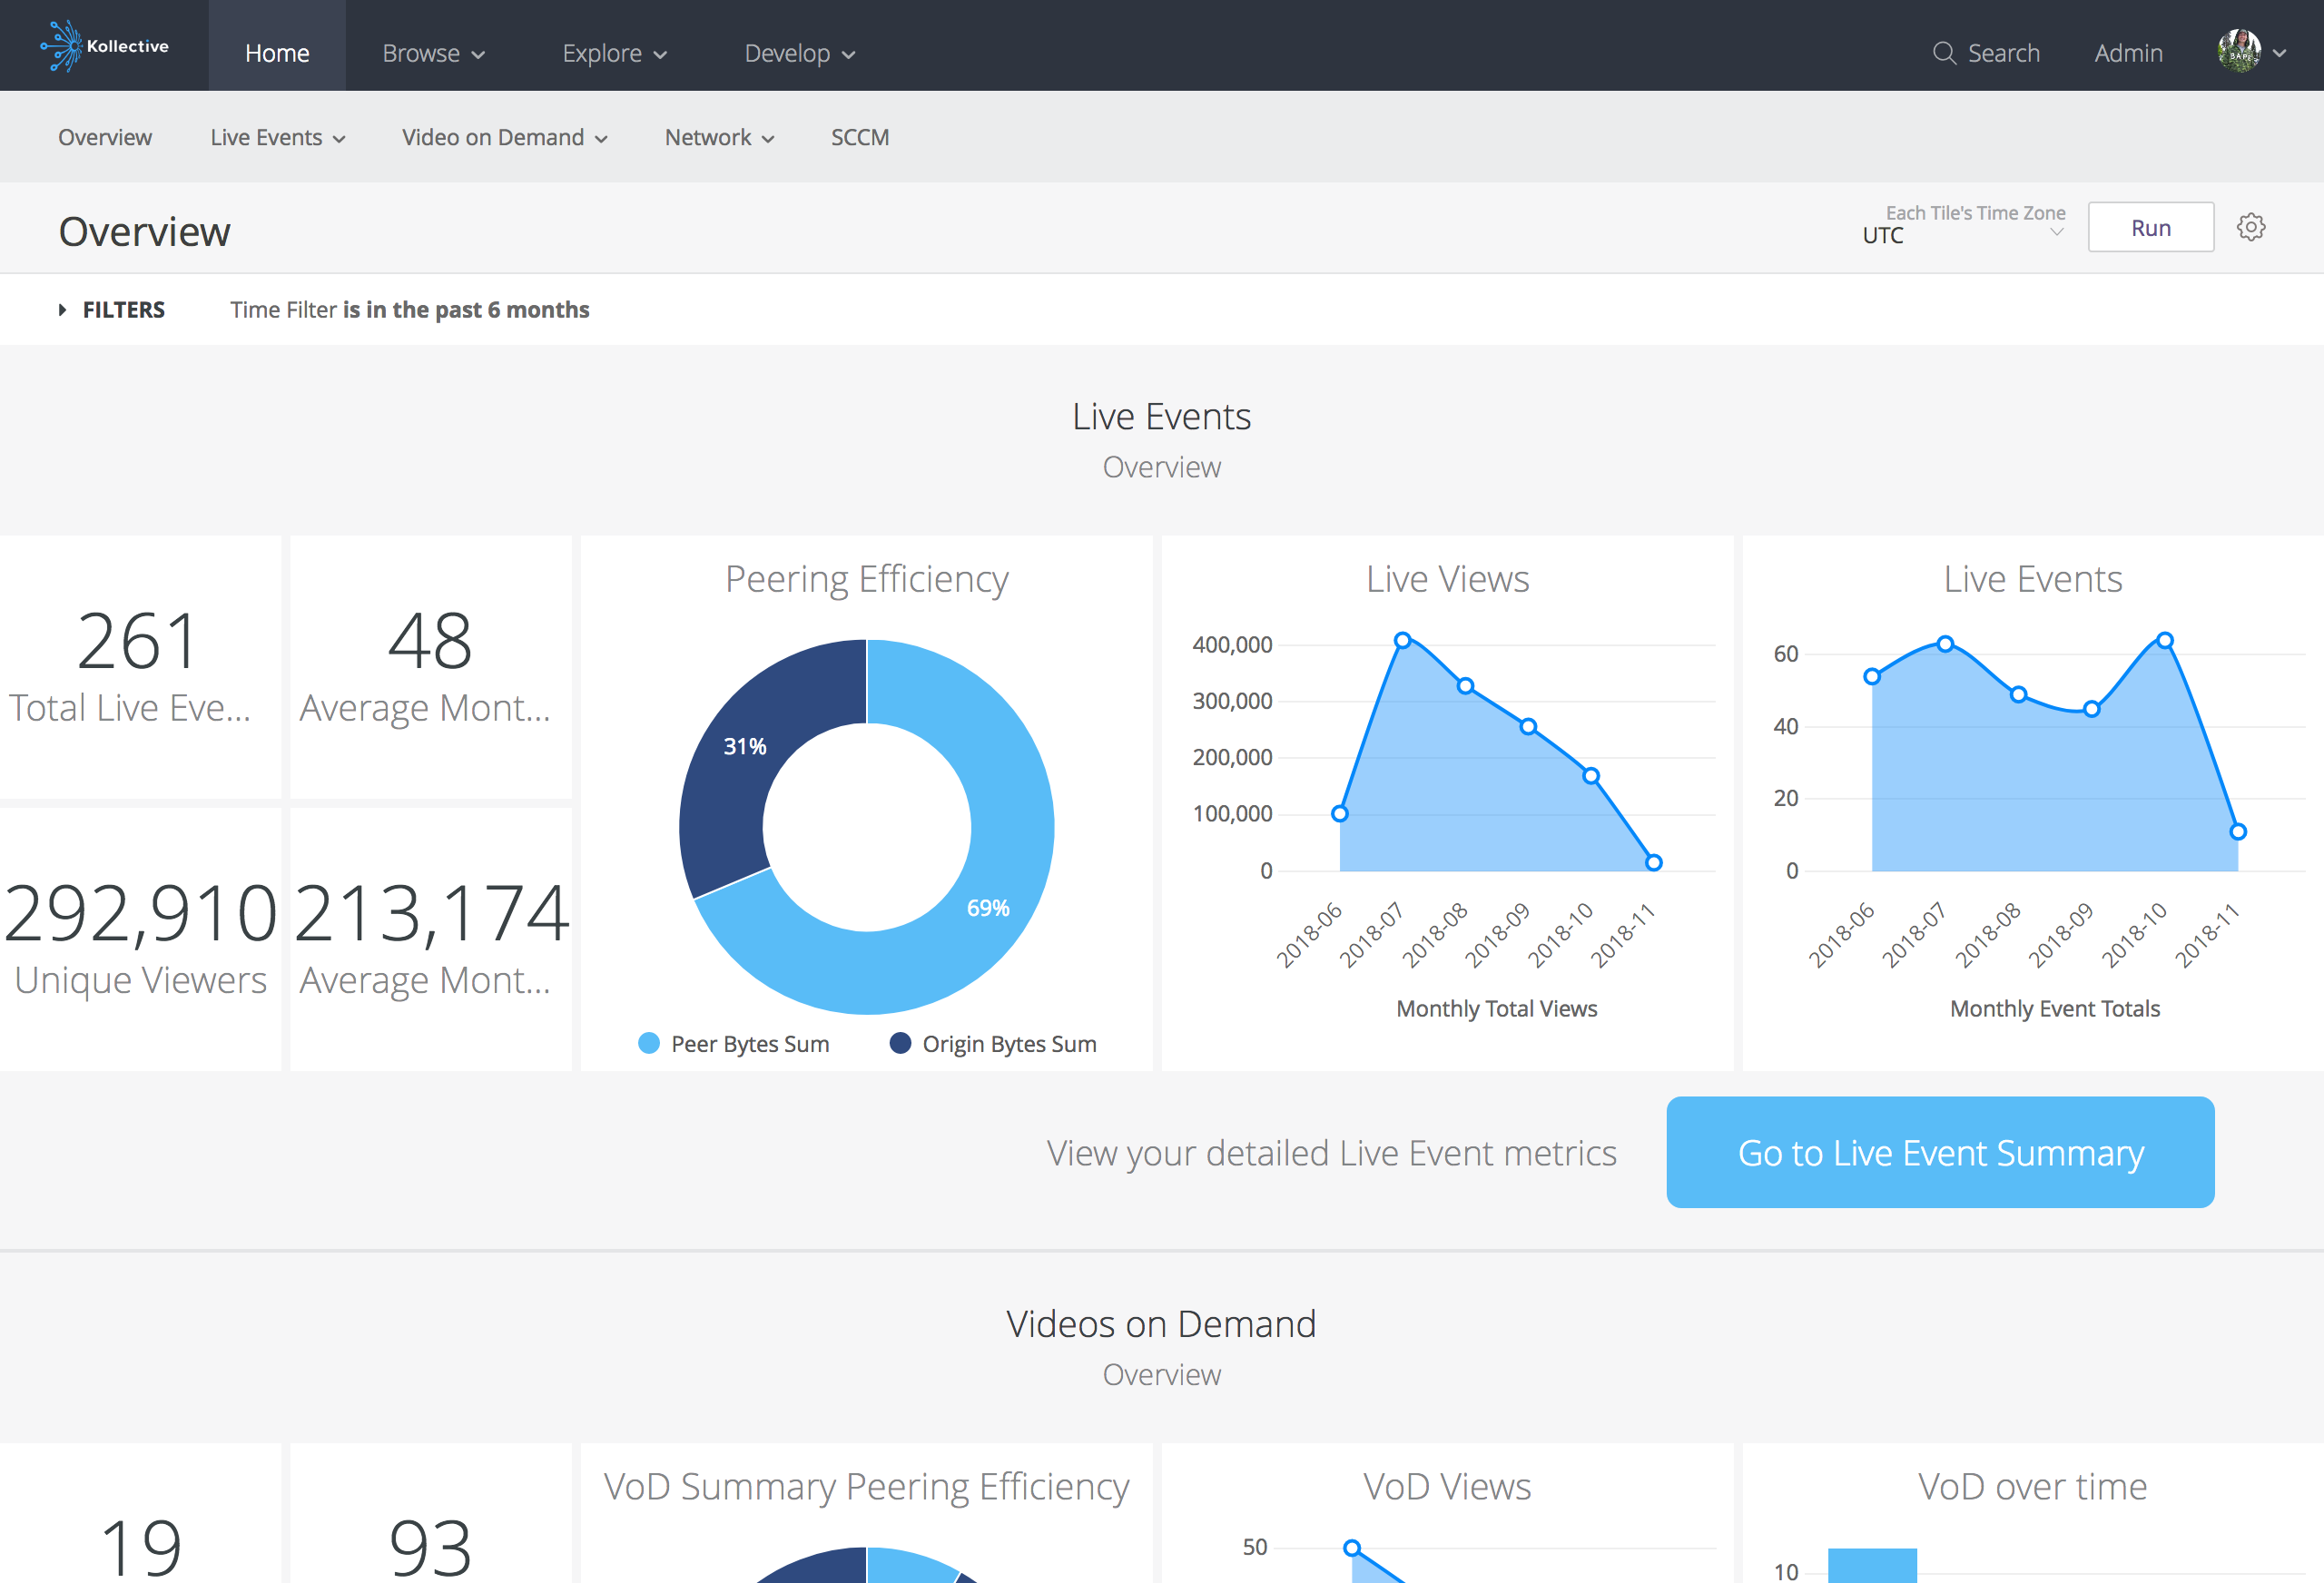 Kollective
Home
Browse
Explore
Develop
Search
Admin
Overview
Live Events
Video on Demand
Network
SCCM
Overview
Each Tile's Time Zone
UTC
Run
FILTERS
Time Filter is in the past 6 months
Live Events
Overview
261
Total Live Eve...
48
Average Mont...
292,910
Unique Viewers
213,174
Average Mont...
Peering Efficiency
31%
69%
Peer Bytes Sum
Origin Bytes Sum
Live Views
400,000
300,000
200,000
100,000
0
2018-06
2018-07
2018-08
2018-09
2018-10
2018-11
Monthly Total Views
Live Events
60
40
20
0
2018-06
2018-07
2018-08
2018-09
2018-10
2018-11
Monthly Event Totals
View your detailed Live Event metrics
Go to Live Event Summary
Videos on Demand
Overview
19
93
VoD Summary Peering Efficiency
VoD Views
50
VoD over time
10